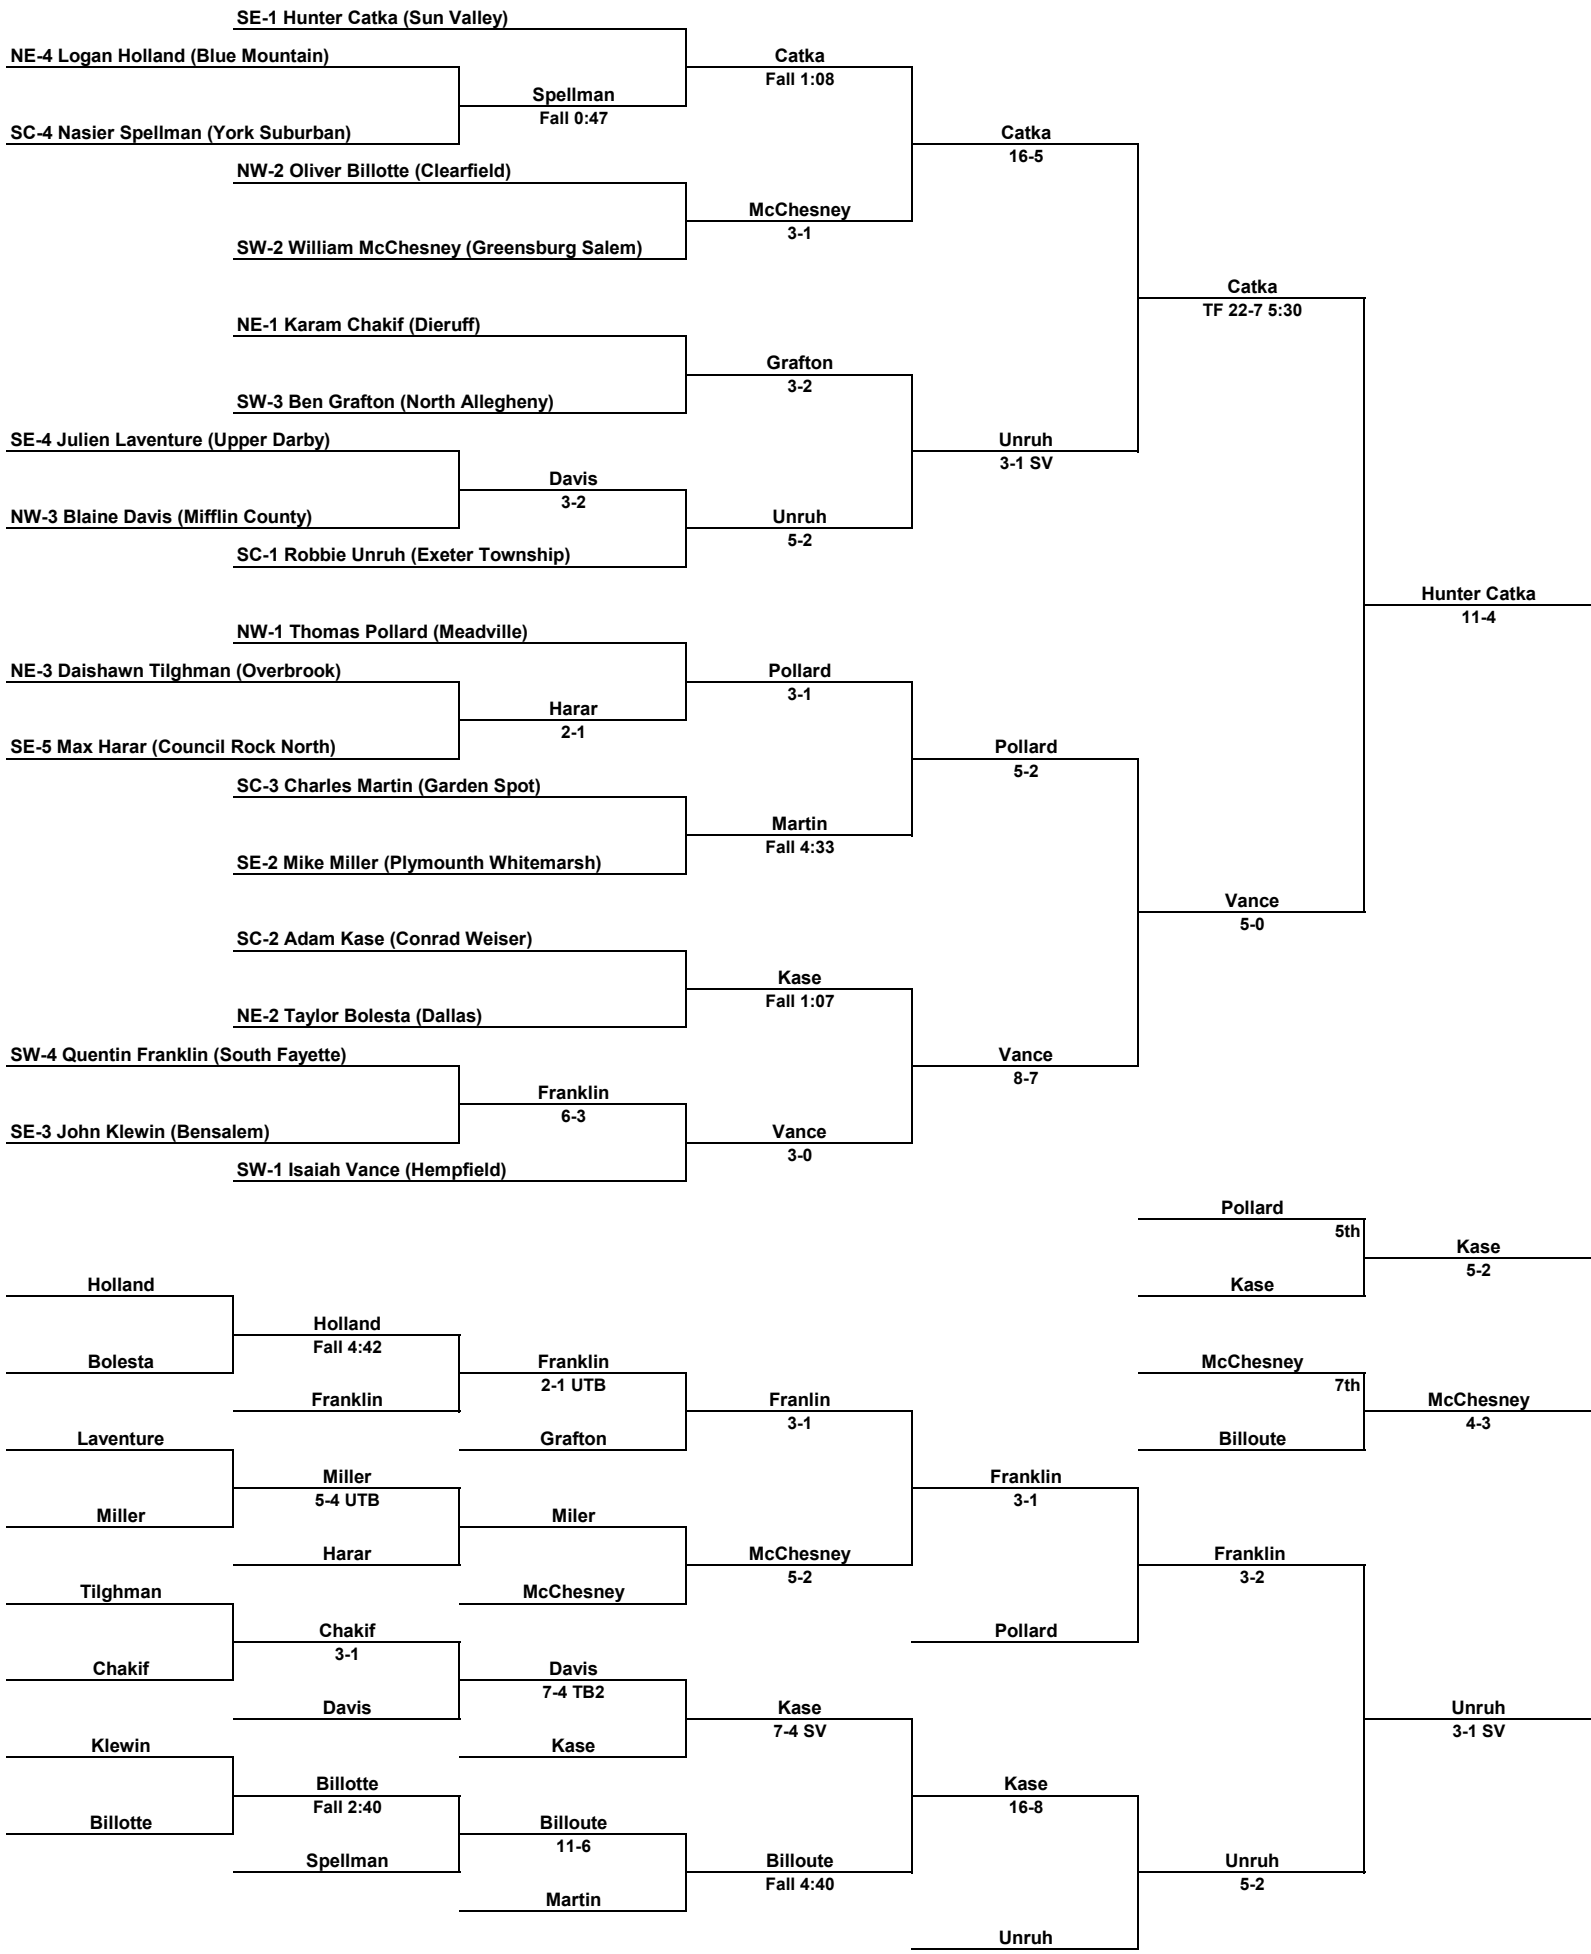 SE-1 Hunter Catka (Sun Valley)
NE-4 Logan Holland (Blue Mountain)
Catka
Fall 1:08
Spellman
Fall 0:47
SC-4 Nasier Spellman (York Suburban)
Catka
16-5
NW-2 Oliver Billotte (Clearfield)
McChesney
3-1
SW-2 William McChesney (Greensburg Salem)
Catka
TF 22-7 5:30
NE-1 Karam Chakif (Dieruff)
Grafton
3-2
SW-3 Ben Grafton (North Allegheny)
SE-4 Julien Laventure (Upper Darby)
Unruh
3-1 SV
Davis
3-2
NW-3 Blaine Davis (Mifflin County)
Unruh
5-2
SC-1 Robbie Unruh (Exeter Township)
Hunter Catka
11-4
NW-1 Thomas Pollard (Meadville)
NE-3 Daishawn Tilghman (Overbrook)
Pollard
3-1
Harar
2-1
SE-5 Max Harar (Council Rock North)
Pollard
5-2
SC-3 Charles Martin (Garden Spot)
Martin
Fall 4:33
SE-2 Mike Miller (Plymounth Whitemarsh)
Vance
5-0
SC-2 Adam Kase (Conrad Weiser)
Kase
Fall 1:07
NE-2 Taylor Bolesta (Dallas)
SW-4 Quentin Franklin (South Fayette)
Vance
8-7
Franklin
6-3
SE-3 John Klewin (Bensalem)
Vance
3-0
SW-1 Isaiah Vance (Hempfield)
Pollard
5th
Kase
5-2
Kase
Holland
Holland
Fall 4:42
Bolesta
Franklin
2-1 UTB
McChesney
7th
Franklin
Franlin
3-1
McChesney
4-3
Laventure
Grafton
Billoute
Miller
5-4 UTB
Franklin
3-1
Miller
Miler
Harar
McChesney
5-2
Franklin
3-2
Tilghman
McChesney
Chakif
3-1
Pollard
Chakif
Davis
7-4 TB2
Davis
Kase
7-4 SV
Unruh
3-1 SV
Klewin
Kase
Billotte
Fall 2:40
Kase
16-8
Billotte
Billoute
11-6
Spellman
Billoute
Fall 4:40
Unruh
5-2
Martin
Unruh